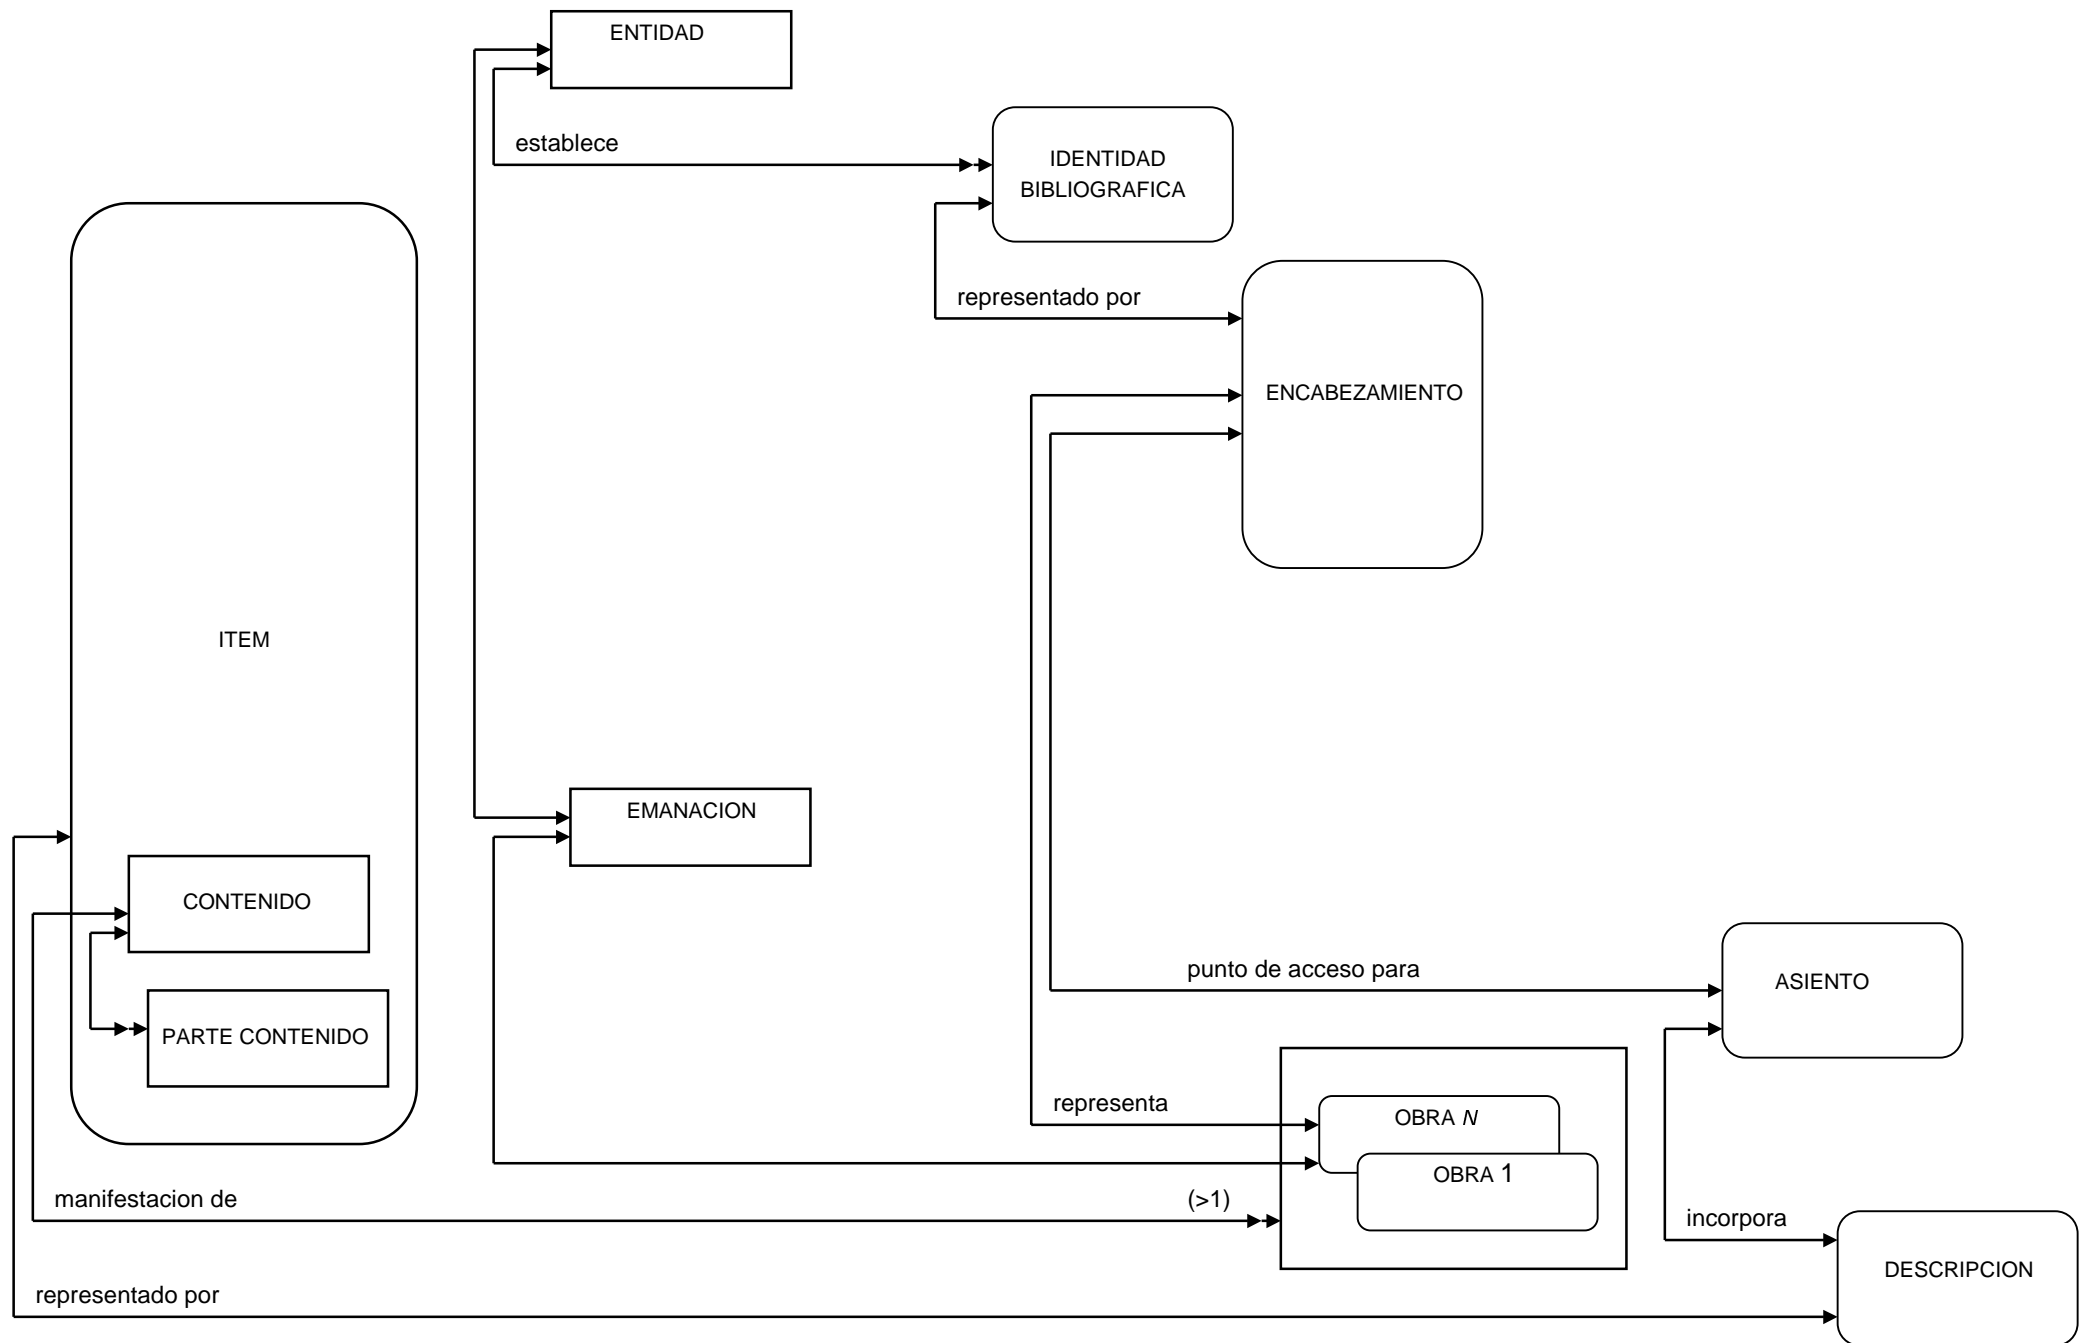 ENTIDAD
establece
IDENTIDAD
BIBLIOGRAFICA
representado por
ENCABEZAMIENTO
ITEM
EMANACION
CONTENIDO
punto de acceso para
ASIENTO
PARTE CONTENIDO
representa
OBRA N
OBRA 1
manifestacion de
(>1)
incorpora
DESCRIPCION
representado por